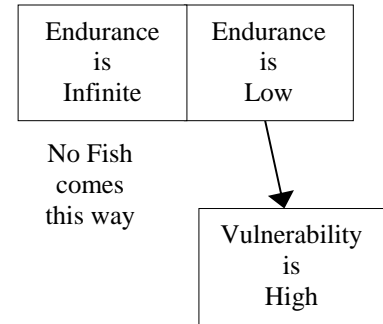 Endurance
is
Infinite
Endurance
is
Low
No Fish
comes
this way
Vulnerability
is
High